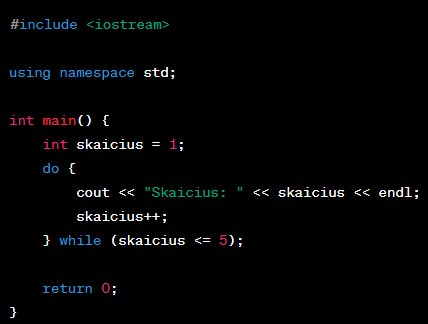 #include <iostream>
using namespace std;
int main() {
    int skaicius = 1;
    do {
        cout << "Skaicius: " << skaicius << endl;
        skaicius++;
    } while (skaicius <= 5);
    return 0;
}